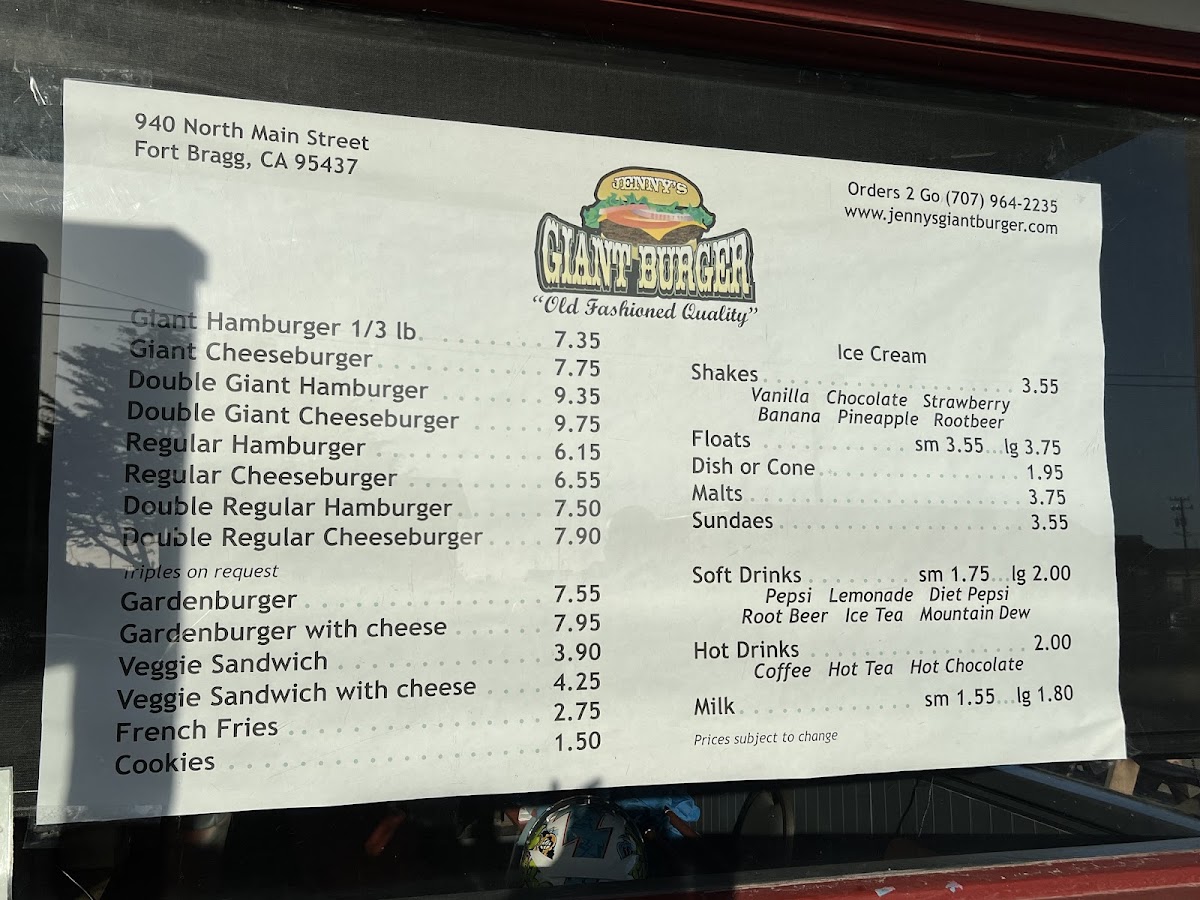 940 North Main Street
Fort Bragg, CA 95437
JENNY'S
GIANT BURGER
"Old Fashioned Quality"
Orders 2 Go (707) 964-2235
www.jennysgiantburger.com
Giant Hamburger 1/3 lb. . . . . . . . . 7.35
Giant Cheeseburger . . . . . . . . . . . . 7.75
Double Giant Hamburger . . . . . . . 9.35
Double Giant Cheeseburger . . . . . 9.75
Regular Hamburger . . . . . . . . . . . . 6.15
Regular Cheeseburger . . . . . . . . . . 6.55
Double Regular Hamburger . . . . . . 7.50
Double Regular Cheeseburger . . . . 7.90
Triples on request
Gardenburger . . . . . . . . . . . . . . . . . 7.55
Gardenburger with cheese . . . . . . 7.95
Veggie Sandwich . . . . . . . . . . . . . . . 3.90
Veggie Sandwich with cheese . . . . 4.25
French Fries . . . . . . . . . . . . . . . . . . 2.75
Cookies . . . . . . . . . . . . . . . . . . . . . . 1.50
Ice Cream
Shakes . . . . . . . . . . . . . . . . . . . . 3.55
Vanilla Chocolate Strawberry
Banana Pineapple Rootbeer
Floats . . . . . . . . . . sm 3.55...lg 3.75
Dish or Cone . . . . . . . . . . . . . . . . 1.95
Malts . . . . . . . . . . . . . . . . . . . . . . 3.75
Sundaes . . . . . . . . . . . . . . . . . . . . 3.55
Soft Drinks . . . . . . . . sm 1.75...lg 2.00
Pepsi Lemonade Diet Pepsi
Root Beer Ice Tea Mountain Dew
Hot Drinks . . . . . . . . . . . . . . . . . . 2.00
Coffee Hot Tea Hot Chocolate
Milk . . . . . . . . . . . . . sm 1.55...lg 1.80
Prices subject to change